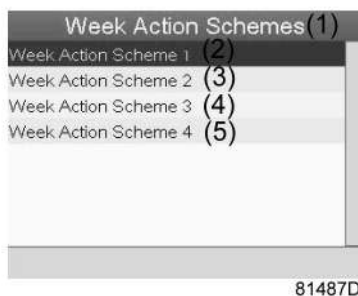 Week Action Schemes(1)
Week Action Scheme 1 (2)
Week Action Scheme 2 (3)
Week Action Scheme 3 (4)
Week Action Scheme 4 (5)
81487D